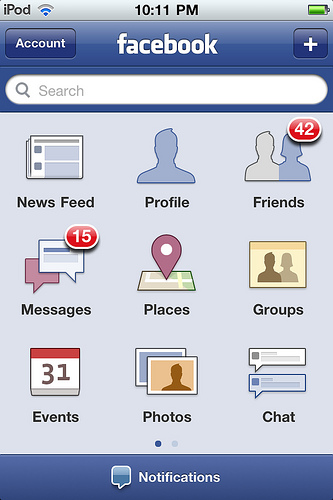 iPod 10:11 PM
Account facebook +
Search
42
News Feed Profile Friends
15
Messages Places Groups
31
Events Photos Chat
Notifications